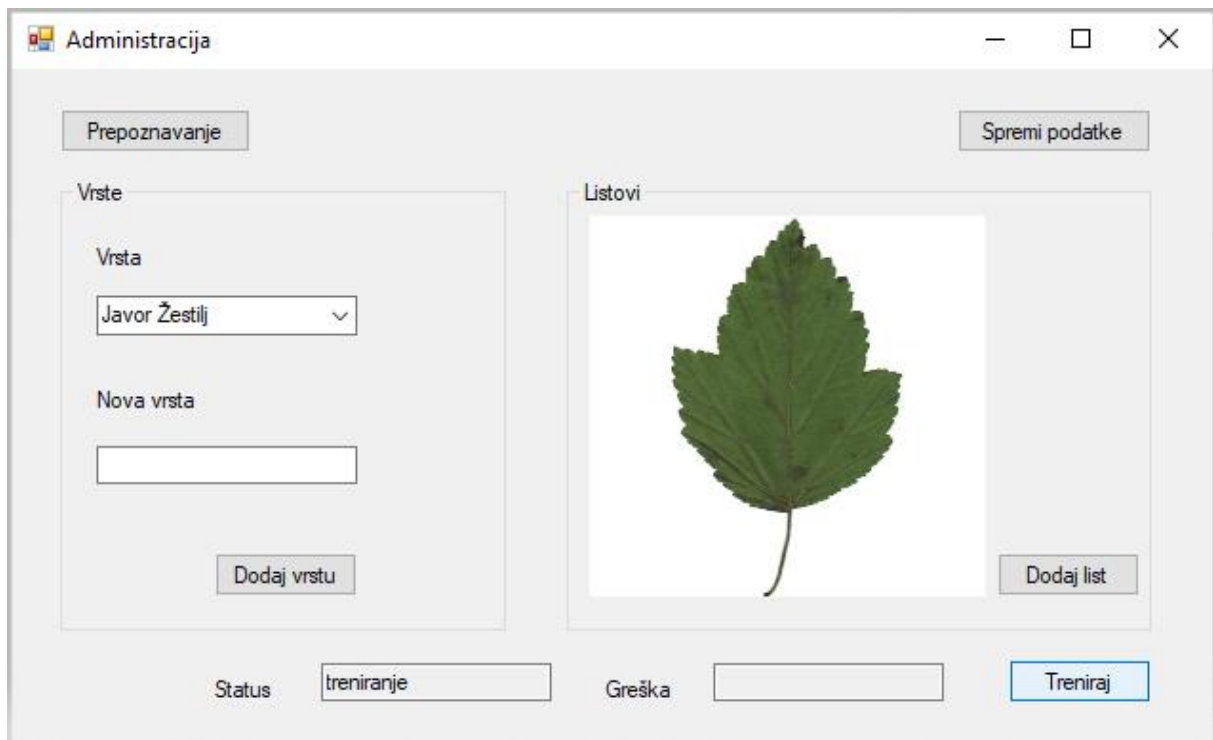 Administracija
Prepoznavanje
Spremi podatke
Vrste
Vrsta
Javor Žestilj
Nova vrsta
Dodaj vrstu
Listovi
Dodaj list
Status
treniranje
Greška
Treniraj